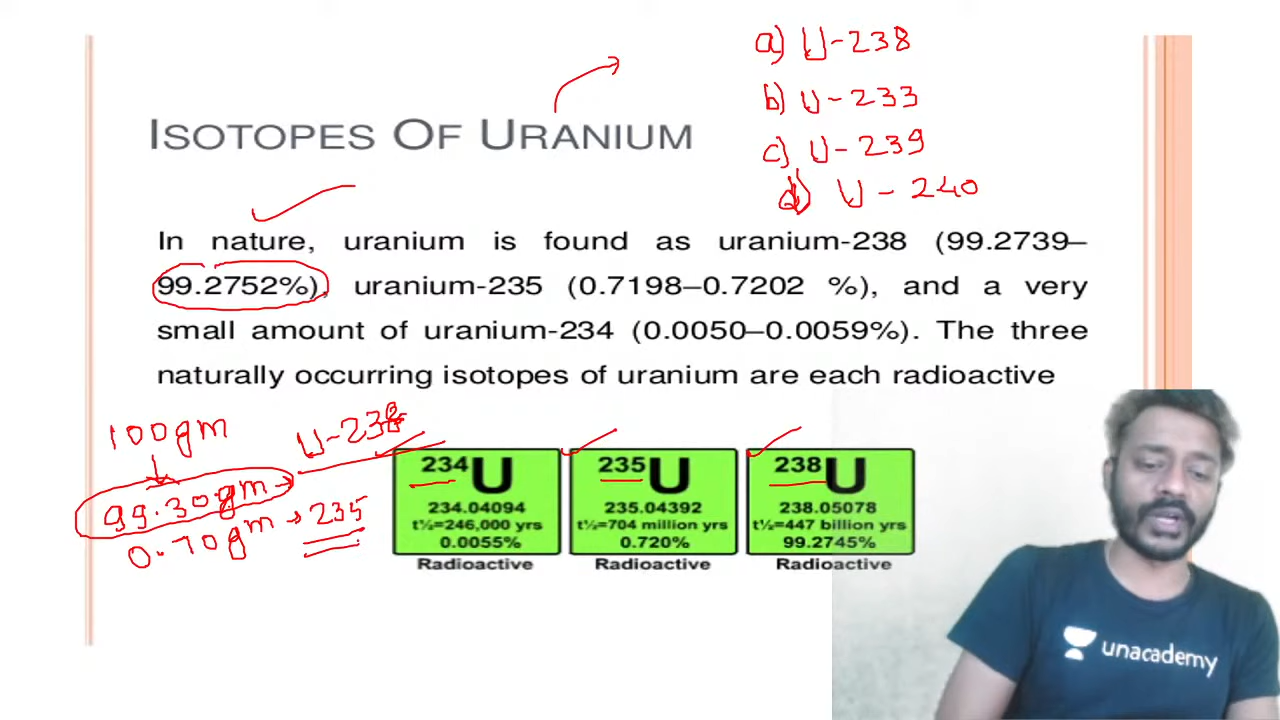 a) U-238
b) U-233
c) U-239
d) U-240
ISOTOPES OF URANIUM
In nature, uranium is found as uranium-238 (99.2739–
99.2752%), uranium-235 (0.7198–0.7202 %), and a very
small amount of uranium-234 (0.0050–0.0059%). The three
naturally occurring isotopes of uranium are each radioactive
100gm
99.30gm → U-238
0.70gm → 235
234U
234.04094
t½=246,000 yrs
0.0055%
Radioactive
235U
235.04392
t½=704 million yrs
0.720%
Radioactive
238U
238.05078
t½=447 billion yrs
99.2745%
Radioactive
unacademy